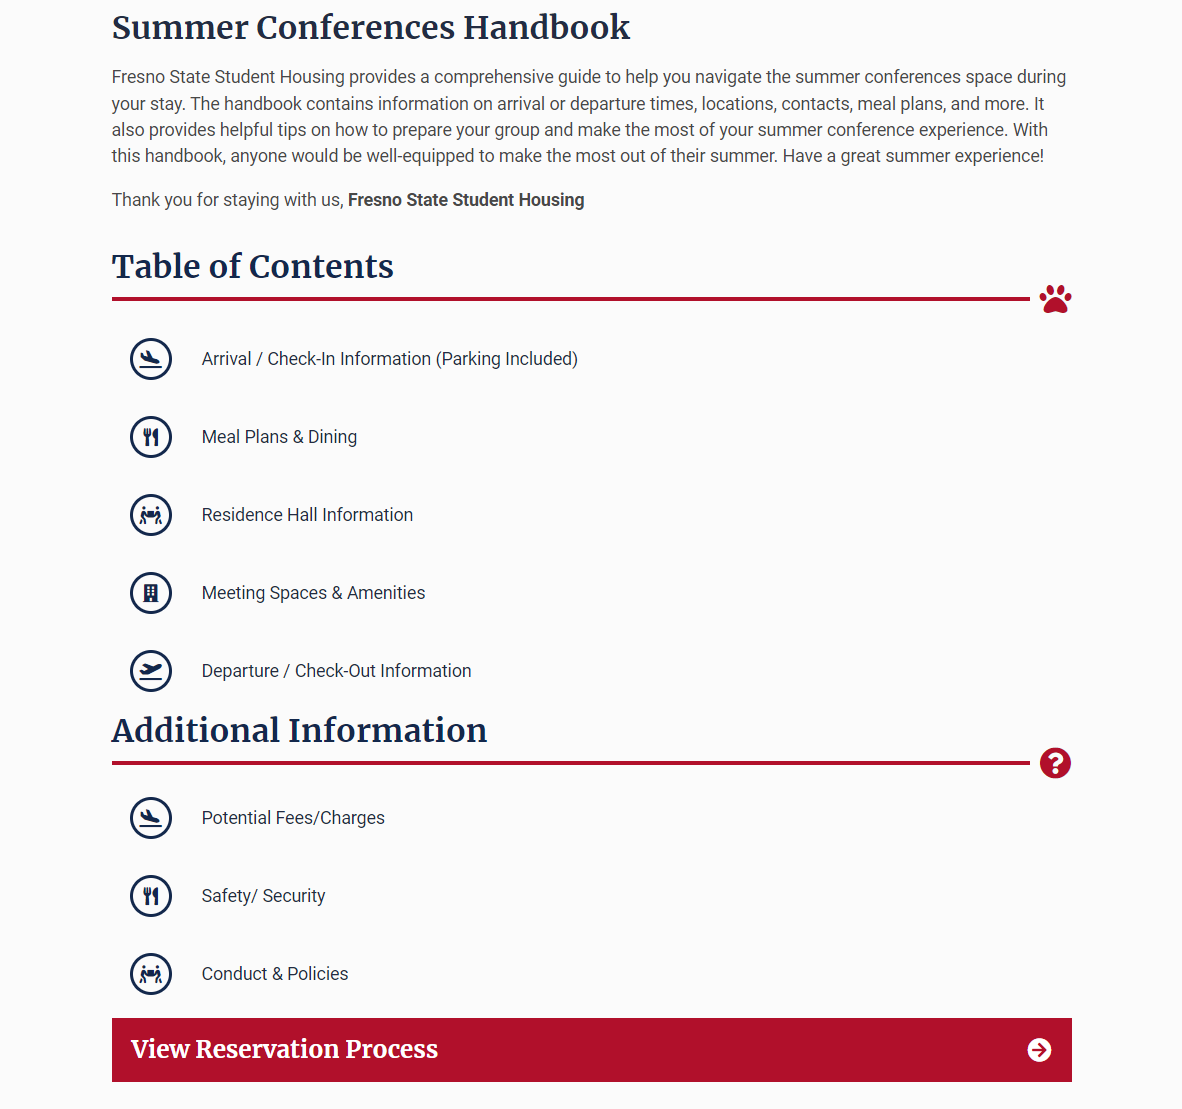 Summer Conferences Handbook
Fresno State Student Housing provides a comprehensive guide to help you navigate the summer conferences space during
your stay. The handbook contains information on arrival or departure times, locations, contacts, meal plans, and more. It
also provides helpful tips on how to prepare your group and make the most of your summer conference experience. With
this handbook, anyone would be well-equipped to make the most out of their summer. Have a great summer experience!
Thank you for staying with us, Fresno State Student Housing
Table of Contents
Arrival / Check-In Information (Parking Included)
Meal Plans & Dining
Residence Hall Information
Meeting Spaces & Amenities
Departure / Check-Out Information
Additional Information
Potential Fees/Charges
Safety/ Security
Conduct & Policies
View Reservation Process